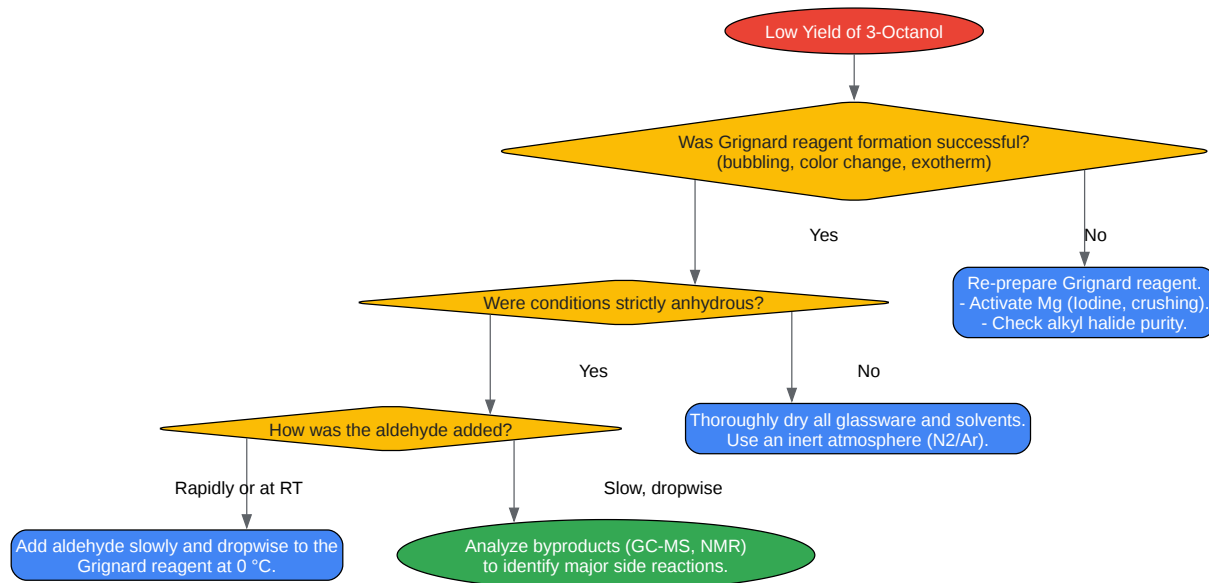 Low Yield of 3-Octanol
Was Grignard reagent formation successful?
(bubbling, color change, exotherm)
Yes
No
Re-prepare Grignard reagent.
- Activate Mg (Iodine, crushing).
- Check alkyl halide purity.
Were conditions strictly anhydrous?
Yes
No
Thoroughly dry all glassware and solvents.
Use an inert atmosphere (N2/Ar).
How was the aldehyde added?
Rapidly or at RT
Slow, dropwise
Add aldehyde slowly and dropwise to the
Grignard reagent at 0 °C.
Analyze byproducts (GC-MS, NMR)
to identify major side reactions.